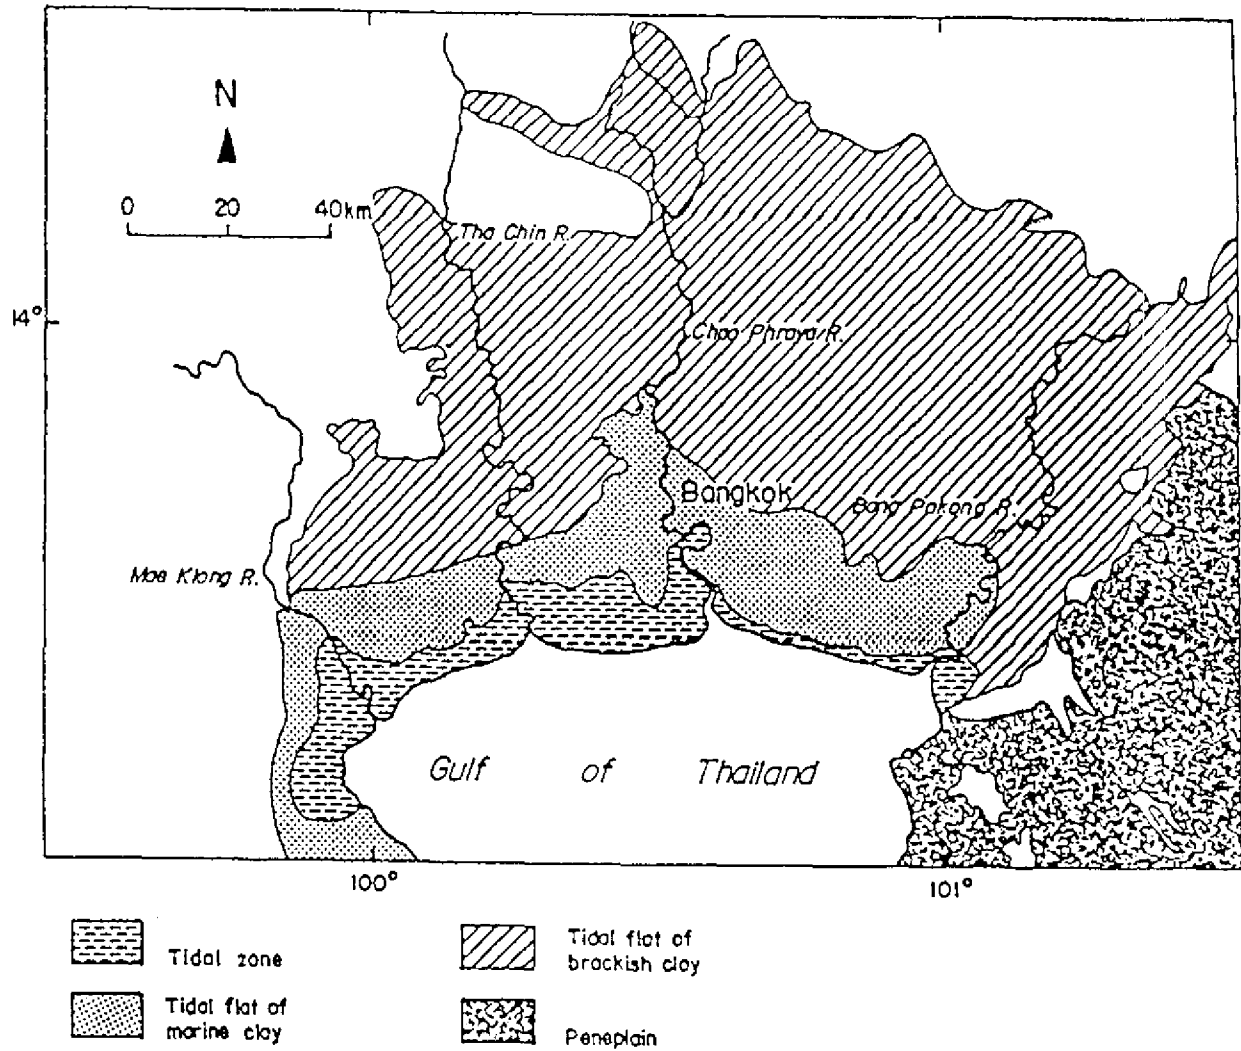 N
0 20 40km
Tha Chin R.
14°
Chao Phraya R.
Bangkok
Bang Pakong R.
Mae Klong R.
Gulf of Thailand
100° 101°
Tidal zone
Tidal flat of
brackish clay
Tidal flat of
marine clay
Peneplain